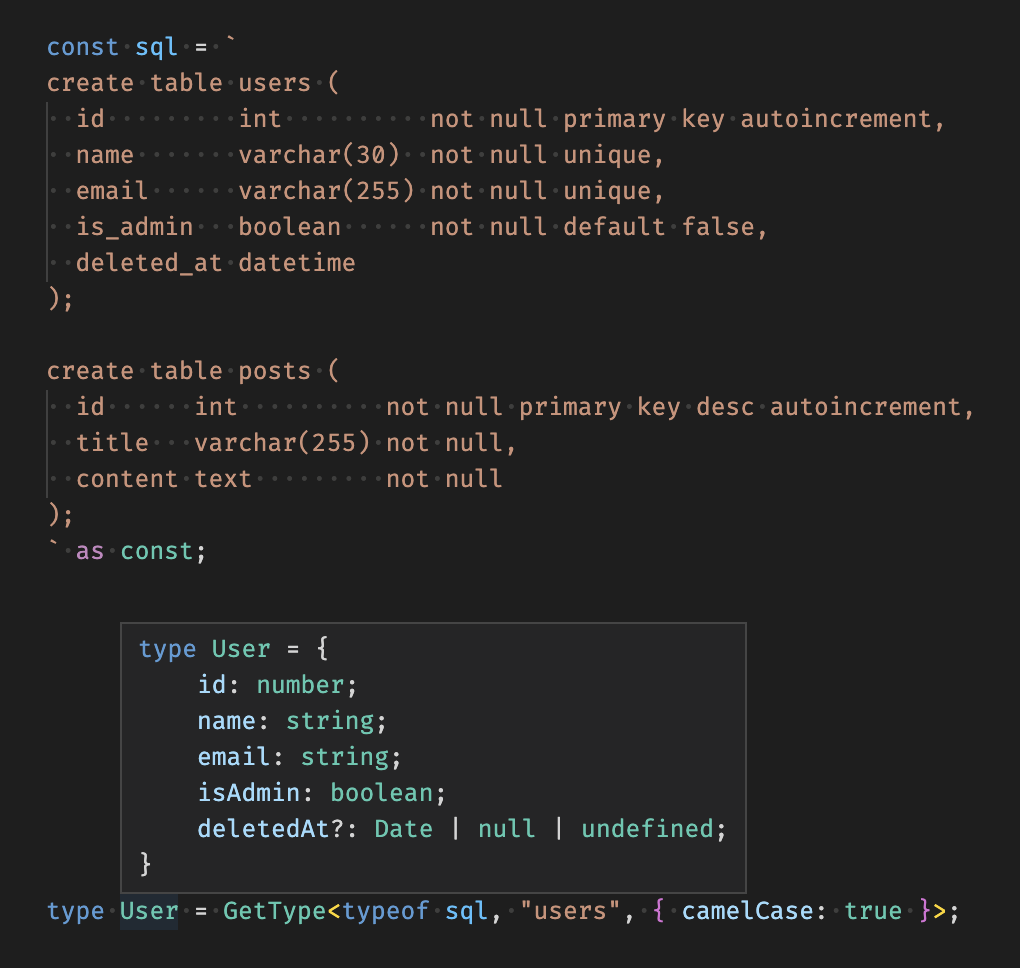 const sql = `
create table users (
  id         int          not null primary key autoincrement,
  name       varchar(30)  not null unique,
  email      varchar(255) not null unique,
  is_admin   boolean      not null default false,
  deleted_at datetime
);

create table posts (
  id      int          not null primary key desc autoincrement,
  title   varchar(255) not null,
  content text         not null
);
` as const;

type User = {
    id: number;
    name: string;
    email: string;
    isAdmin: boolean;
    deletedAt?: Date | null | undefined;
}
type User = GetType<typeof sql, "users", { camelCase: true }>;